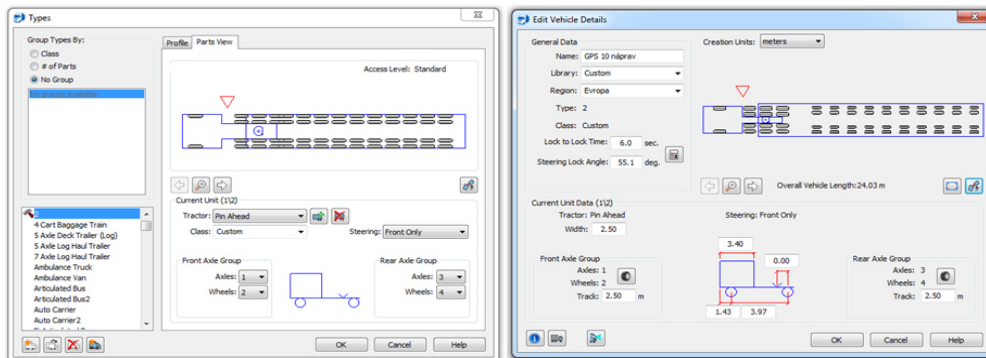 Types
Group Types By:
Class
# of Parts
No Group
No groups available.
Profile
Parts View
Access Level: Standard
2
4 Cart Baggage Train
5 Axle Deck Trailer (Log)
5 Axle Log Haul Trailer
7 Axle Log Haul Trailer
Ambulance Truck
Ambulance Van
Articulated Bus
Articulated Bus2
Auto Carrier
Auto Carrier2
Current Unit (1\2)
Tractor: Pin Ahead
Class: Custom
Steering: Front Only
Front Axle Group
Axles: 1
Wheels: 2
Rear Axle Group
Axles: 3
Wheels: 4
OK
Cancel
Help
Edit Vehicle Details
General Data
Name: GPS 10 náprav
Library: Custom
Region: Evropa
Type: 2
Class: Custom
Lock to Lock Time: 6.0 sec.
Steering Lock Angle: 55.1 deg.
Creation Units: meters
Overall Vehicle Length:24.03 m
Current Unit Data (1\2)
Tractor: Pin Ahead
Width: 2.50
Steering: Front Only
Front Axle Group
Axles: 1
Wheels: 2
Track: 2.50 m
3.40
0.00
1.43
3.97
Rear Axle Group
Axles: 3
Wheels: 4
Track: 2.50 m
OK
Cancel
Help